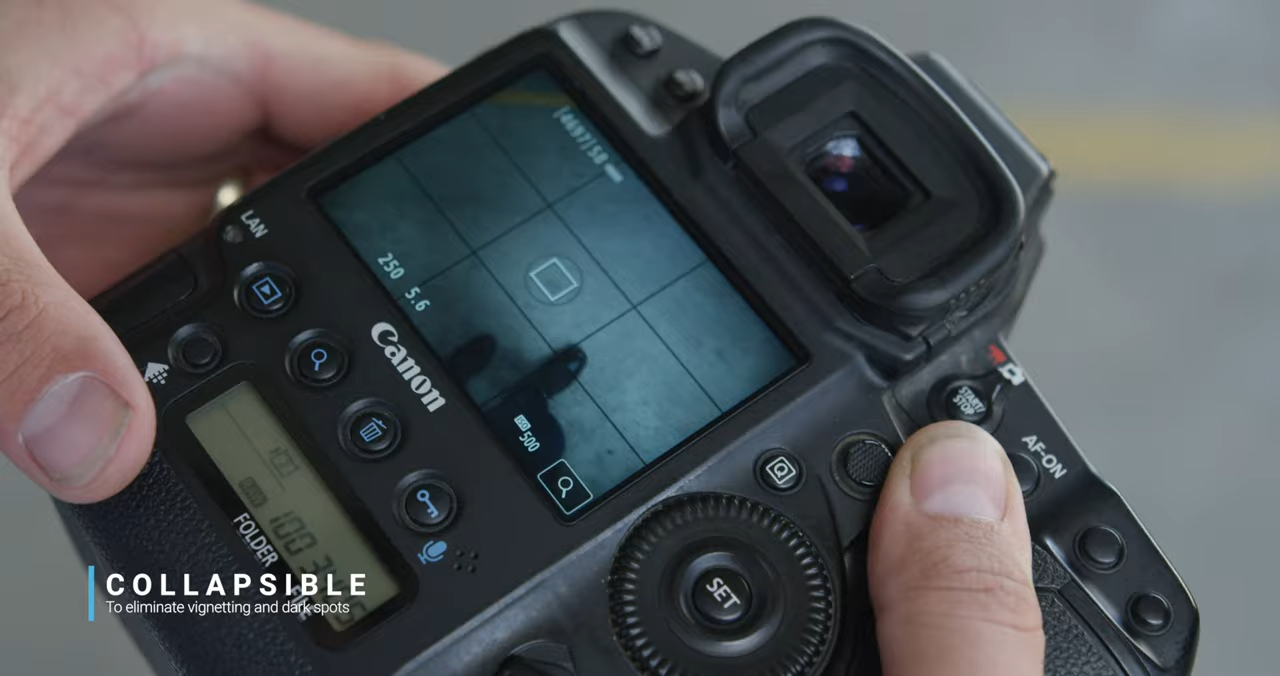 LAN
250 5.6
Canon
ISO 500
Q
START/
STOP
AF-ON
SET
FOLDER
COLLAPSIBLE
To eliminate vignetting and dark spots